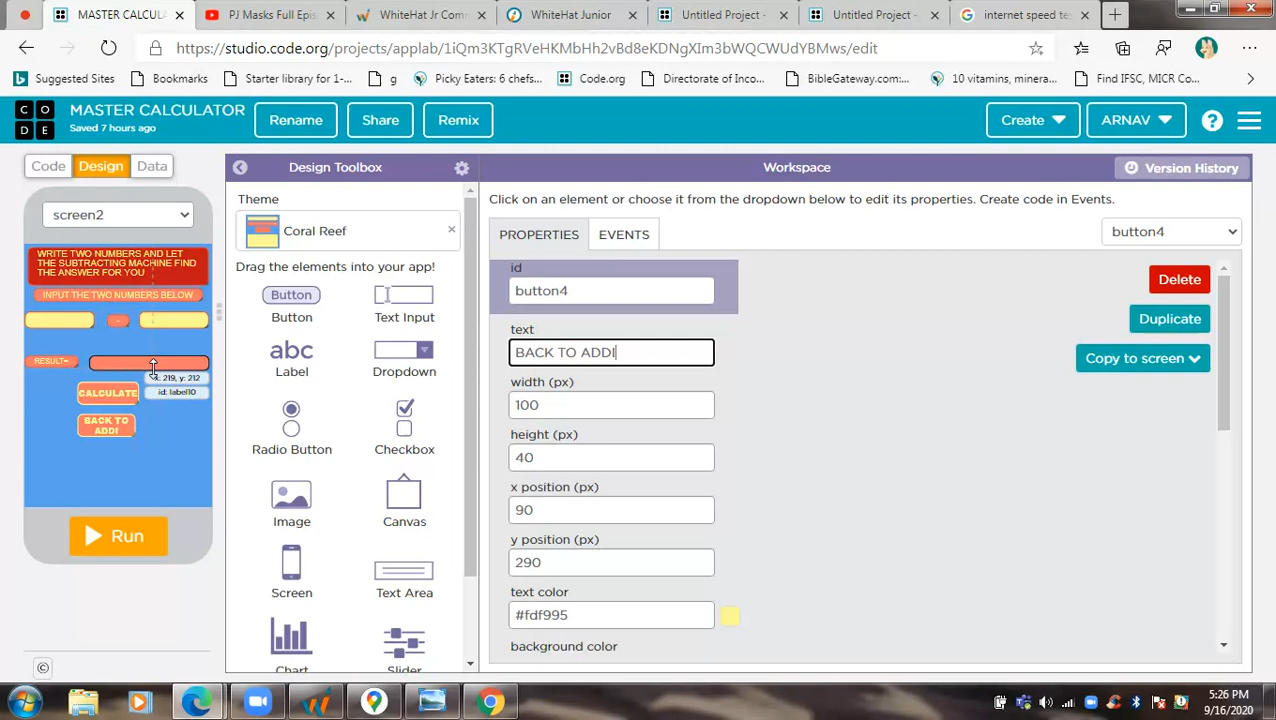 MASTER CALCULA
PJ Masks Full Epis
WhiteHat Jr Com
WhiteHat Junior
Untitled Project -
Untitled Project -
Internet speed te
https://studio.code.org/projects/applab/1iQm3KTgRVeHKMbHh2vBd8eKDNgXIm3bWQCWUdYBMws/edit
Suggested Sites
Bookmarks
Starter library for 1-...
g
Picky Eaters: 6 chefs...
Code.org
Directorate of Inco...
BibleGateway.com:...
10 vitamins, minera...
Find IFSC, MICR Co...
C O
D E
MASTER CALCULATOR
Saved 7 hours ago
Rename
Share
Remix
Create
ARNAV
?
Code
Design
Data
Design Toolbox
Workspace
Version History
screen2
WRITE TWO NUMBERS AND LET
THE SUBTRACTING MACHINE FIND
THE ANSWER FOR YOU
INPUT THE TWO NUMBERS BELOW
-
RESULT=
x: 219, y: 212
id: label10
CALCULATE
BACK TO
ADDI
Run
©
Theme
Coral Reef
Drag the elements into your app!
Button
Button
Text Input
abc
Label
Dropdown
Radio Button
Checkbox
Image
Canvas
Screen
Text Area
Chart
Slider
Click on an element or choose it from the dropdown below to edit its properties. Create code in Events.
PROPERTIES
EVENTS
button4
id
button4
text
BACK TO ADDI
width (px)
100
height (px)
40
x position (px)
90
y position (px)
290
text color
#fdf995
background color
Delete
Duplicate
Copy to screen
5:26 PM
9/16/2020